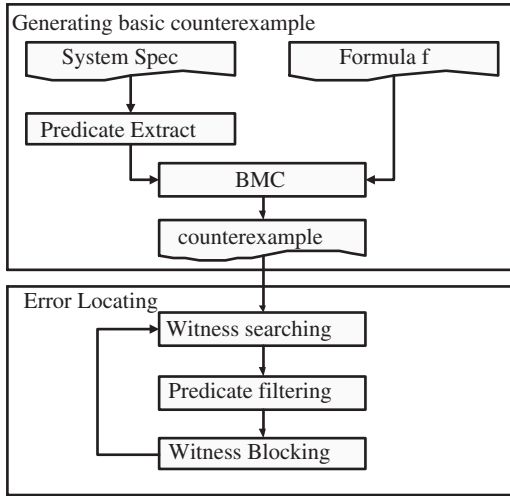 Generating basic counterexample
System Spec
Formula f
Predicate Extract
BMC
counterexample
Error Locating
Witness searching
Predicate filtering
Witness Blocking